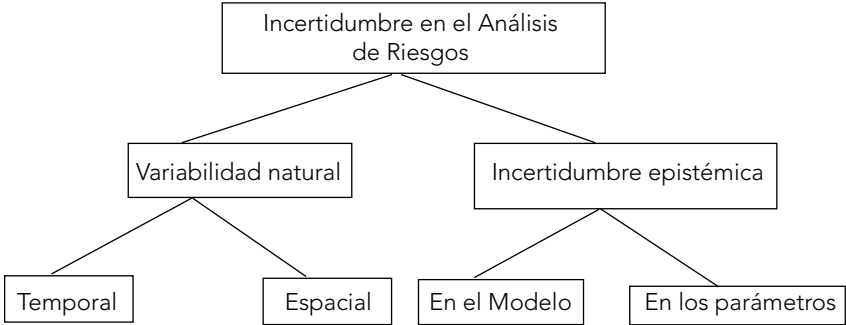 Incertidumbre en el Análisis
de Riesgos
Variabilidad natural
Incertidumbre epistémica
Temporal
Espacial
En el Modelo
En los parámetros